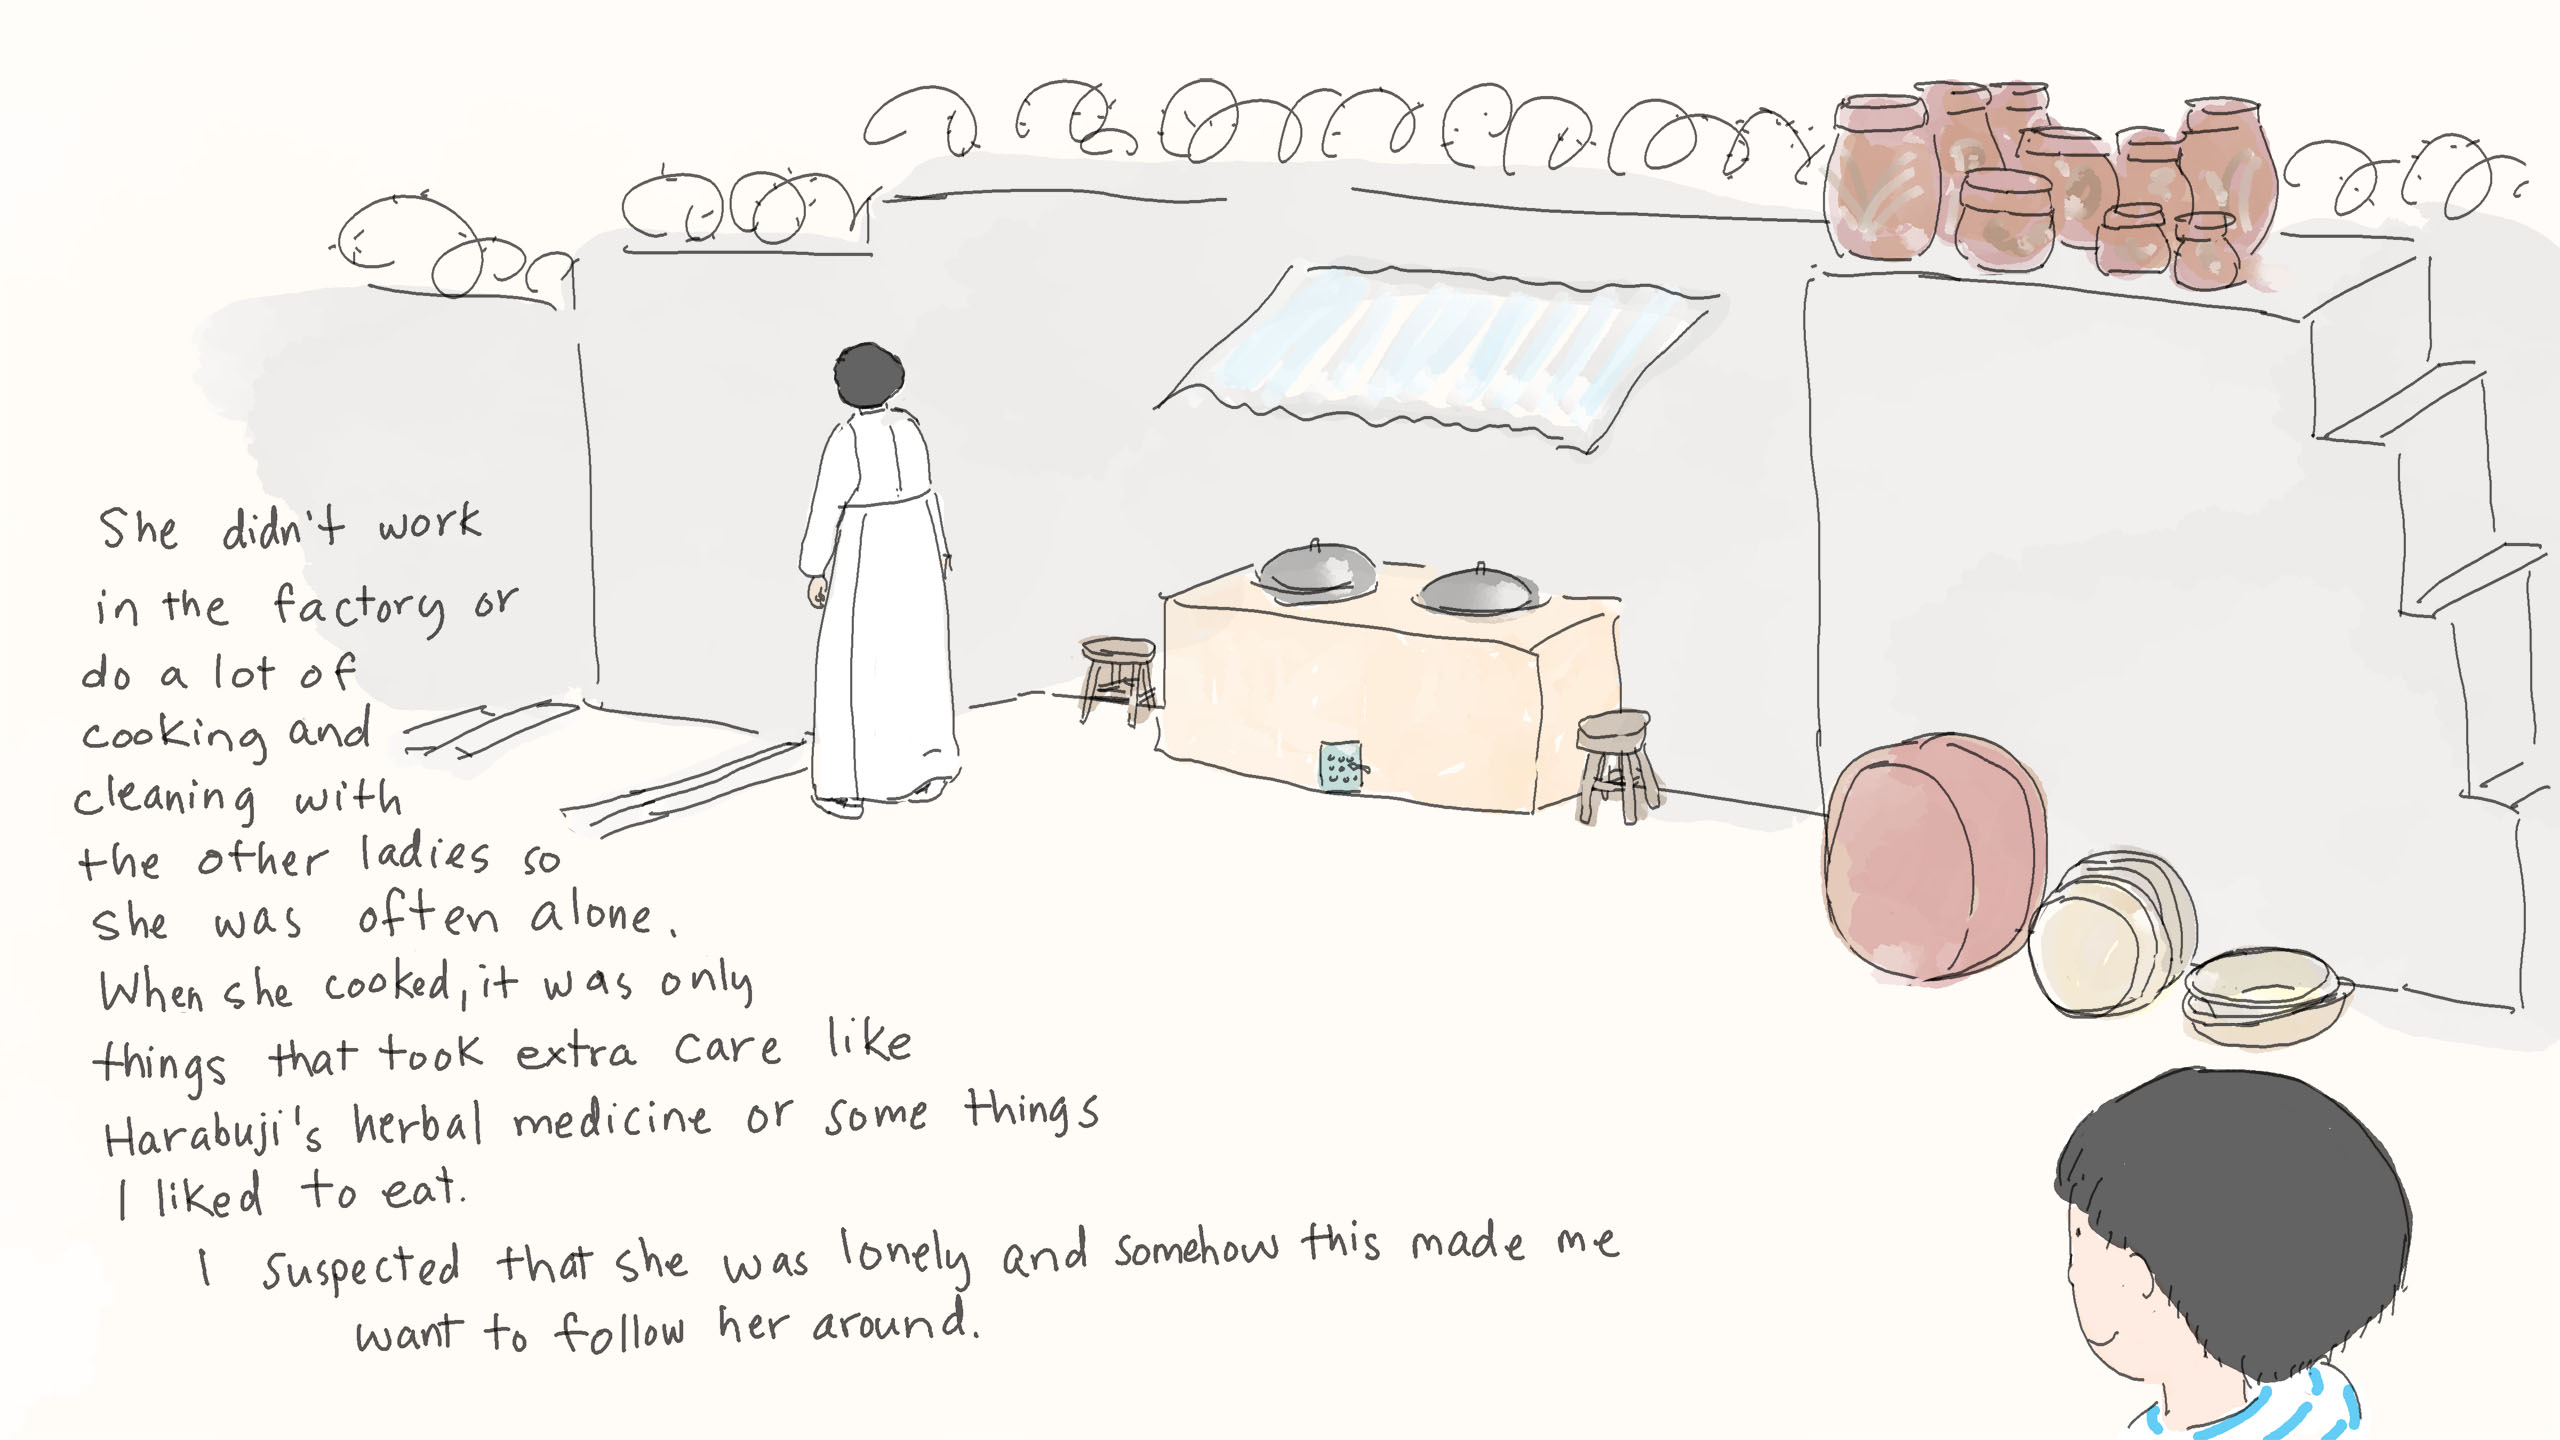 She didn't work
in the factory or
do a lot of
cooking and
cleaning with
the other ladies so
she was often alone.
When she cooked, it was only
things that took extra care like
Harabuji's herbal medicine or some things
I liked to eat.
I suspected that she was lonely and somehow this made me
want to follow her around.